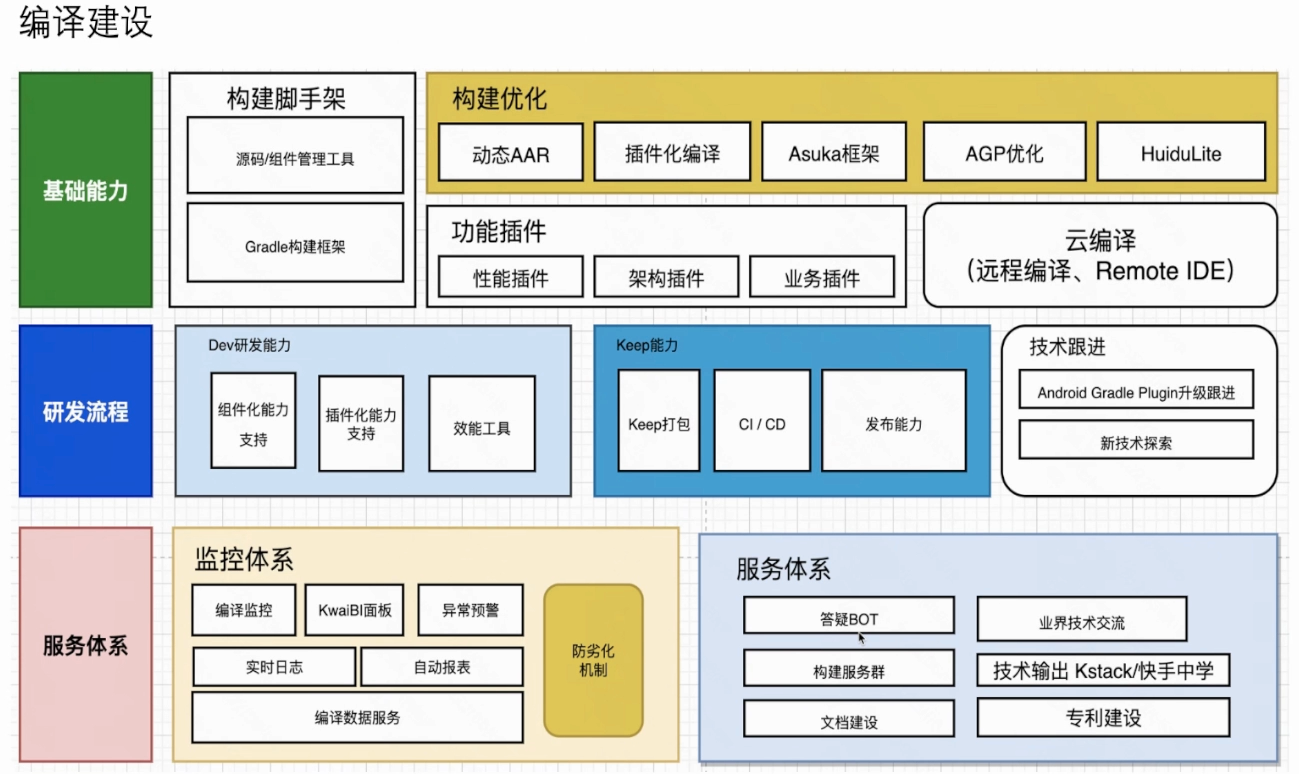 编译建设
基础能力
构建脚手架
源码/组件管理工具
Gradle构建框架
构建优化
动态AAR
插件化编译
Asuka框架
AGP优化
HuiduLite
功能插件
性能插件
架构插件
业务插件
云编译
（远程编译、Remote IDE）
研发流程
Dev研发能力
组件化能力
支持
插件化能力
支持
效能工具
Keep能力
Keep打包
CI / CD
发布能力
技术跟进
Android Gradle Plugin升级跟进
新技术探索
服务体系
监控体系
编译监控
KwaiBI面板
异常预警
实时日志
自动报表
编译数据服务
防劣化
机制
服务体系
答疑BOT
业界技术交流
构建服务群
技术输出 Kstack/快手中学
文档建设
专利建设